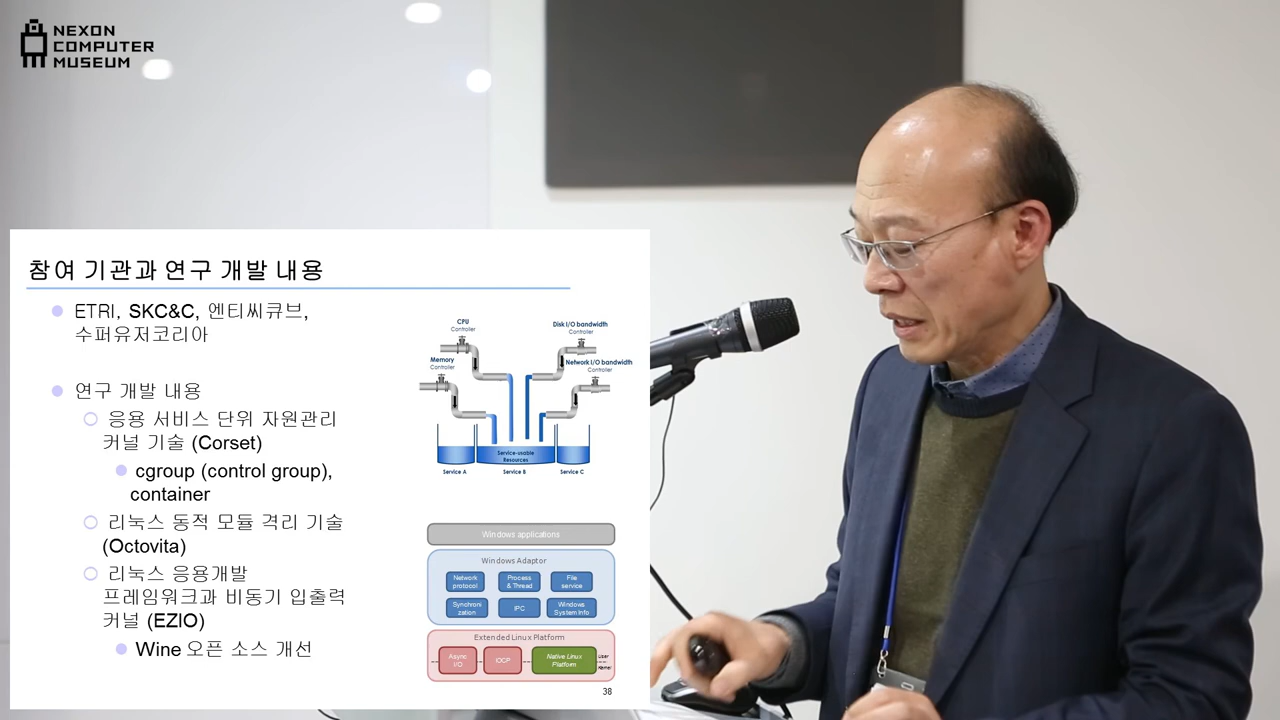 NEXON
COMPUTER
MUSEUM
참여 기관과 연구 개발 내용
ETRI, SKC&C, 엔티씨큐브,
수퍼유저코리아
연구 개발 내용
응용 서비스 단위 자원관리
커널 기술 (Corset)
cgroup (control group),
container
리눅스 동적 모듈 격리 기술
(Octovita)
리눅스 응용개발
프레임워크과 비동기 입출력
커널 (EZIO)
Wine 오픈 소스 개선
CPU
Controller
Disk I/O bandwidth
Controller
Memory
Controller
Network I/O bandwidth
Controller
Service-usable
Resources
Service A
Service B
Service C
Windows applications
Windows Adaptor
Network
protocol
Process
& Thread
File
service
Synchroni
zation
IPC
Windows
System Info
Extended Linux Platform
Async
I/O
IOCP
Native Linux
Platform
User
Kernel
38